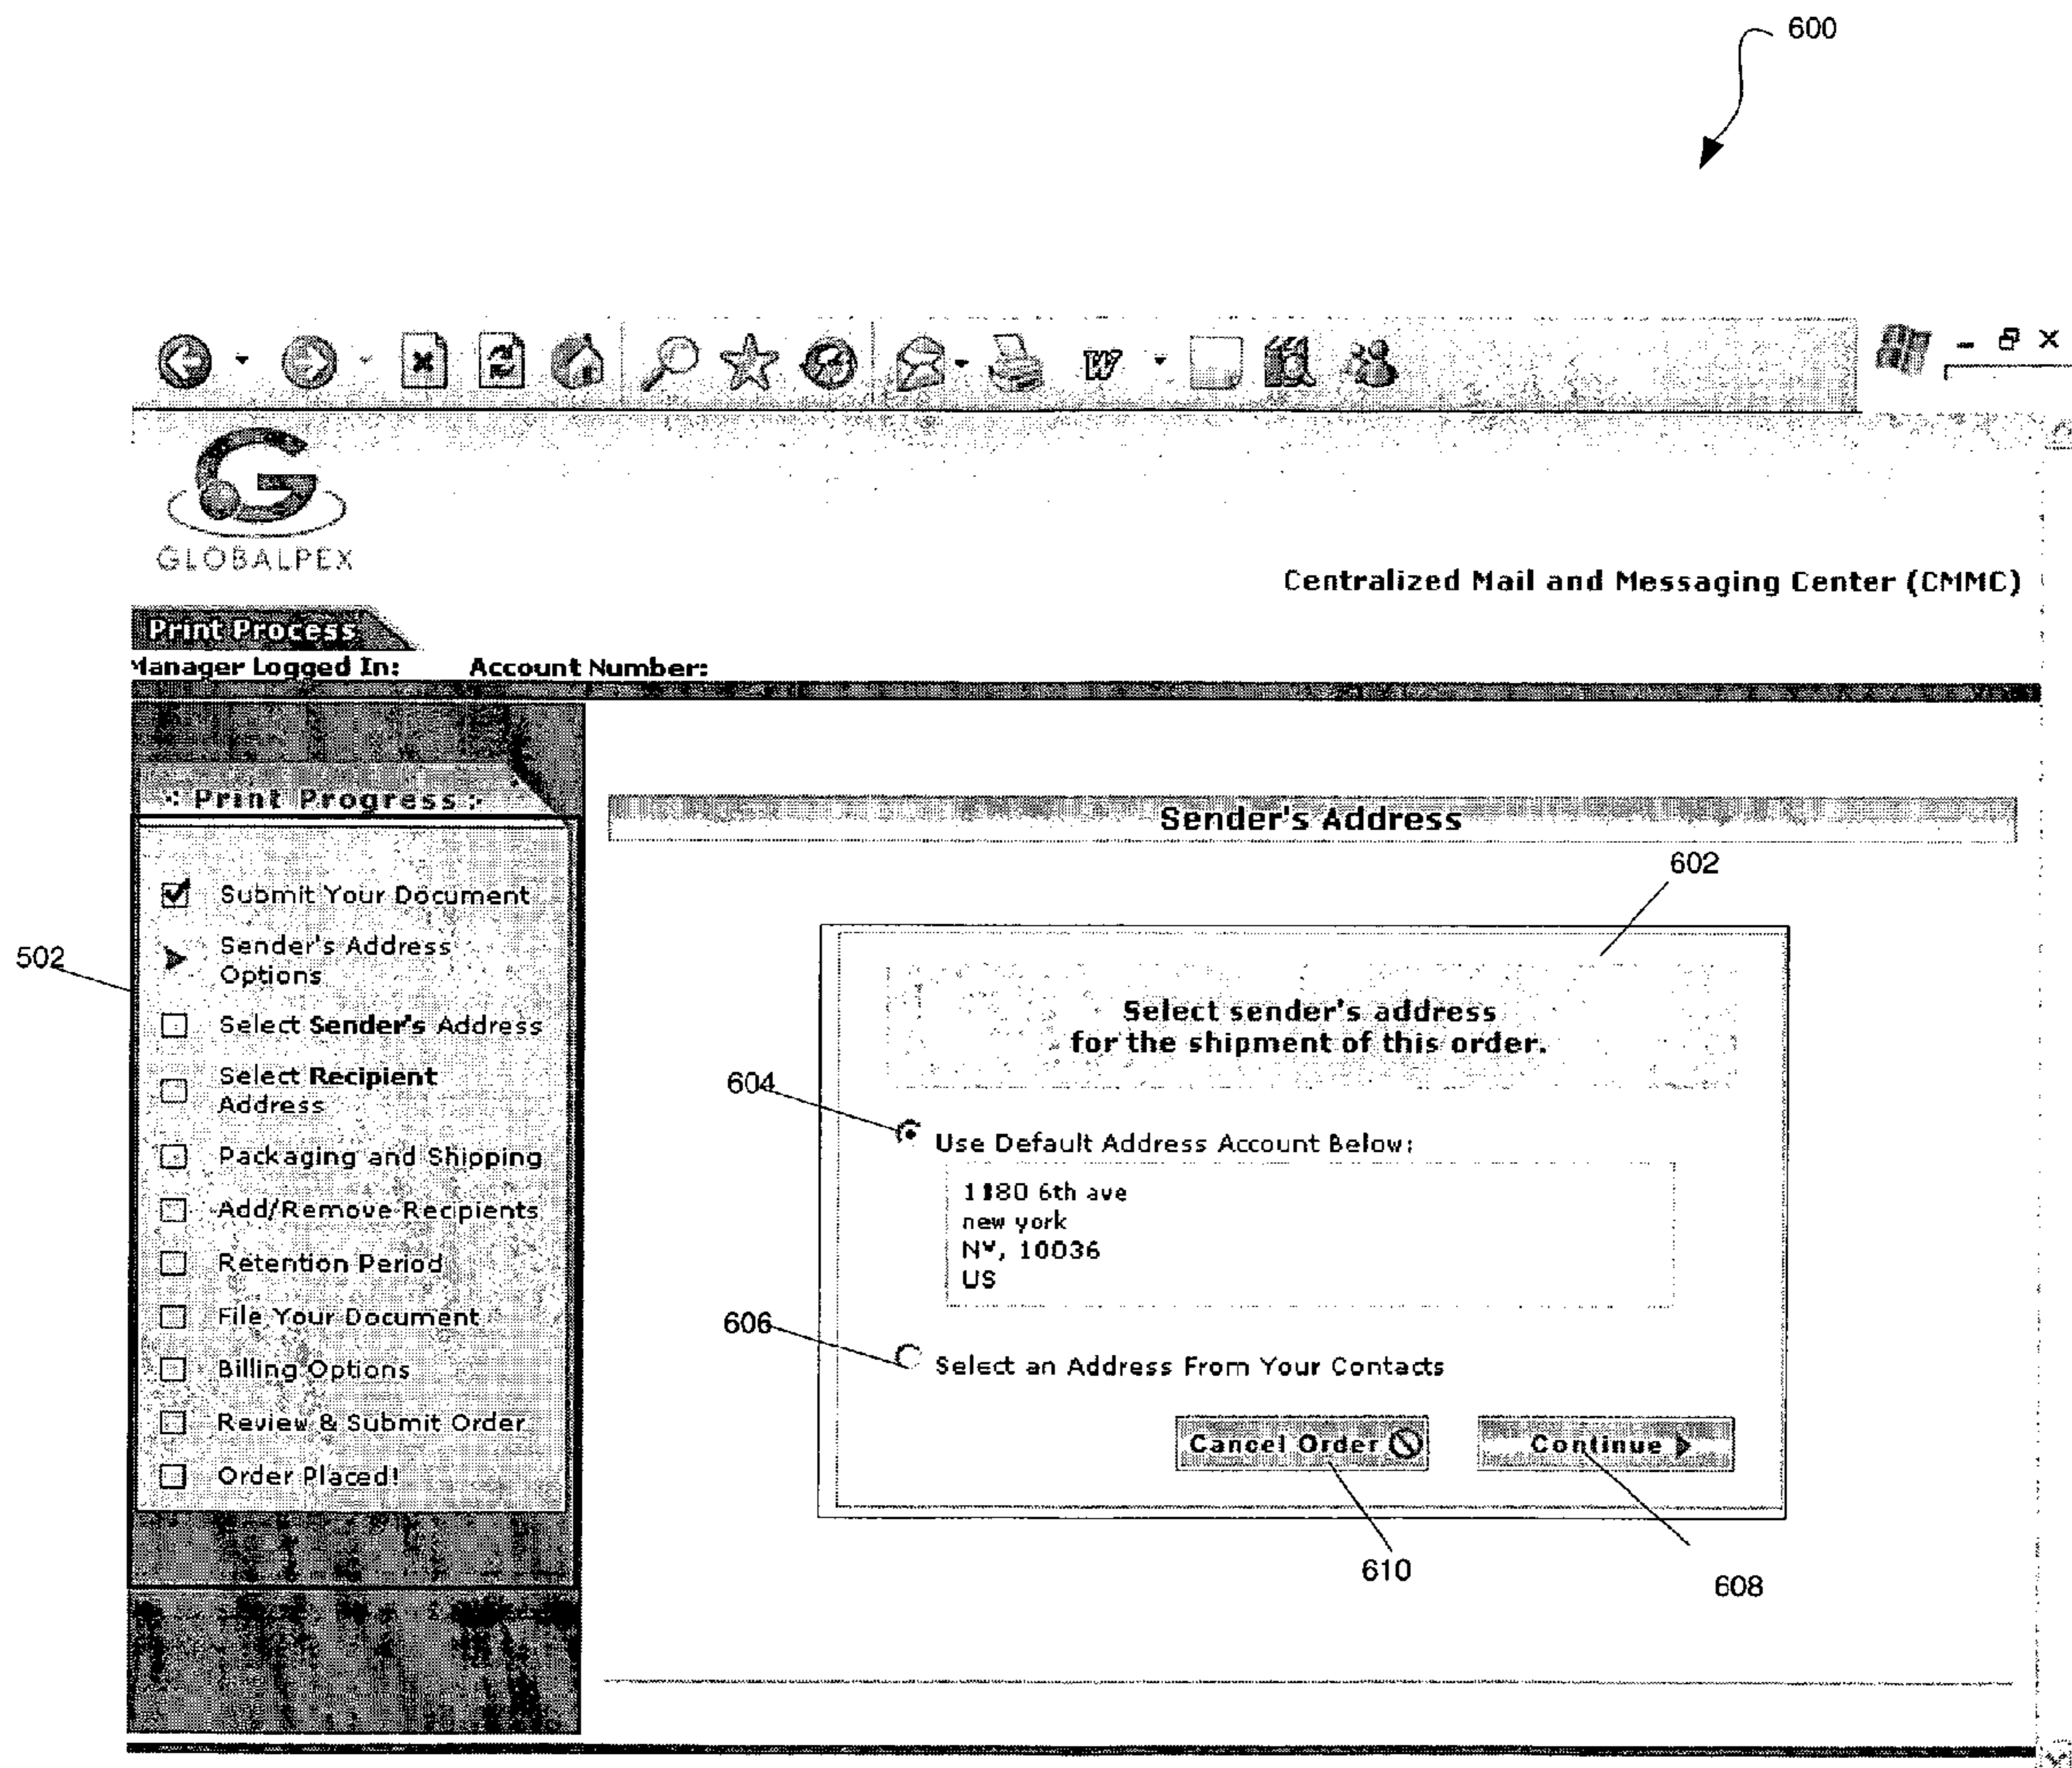 600
W
GLOBALPEX
Centralized Mail and Messaging Center (CMMC)
Print Process
Manager Logged In: Account Number:
:: Print Progress ::
Submit Your Document
Sender's Address
Options
Select Sender's Address
Select Recipient
Address
Packaging and Shipping
Add/Remove Recipients
Retention Period
File Your Document
Billing Options
Review & Submit Order
Order Placed!
502
Sender's Address
602
Select sender's address
for the shipment of this order.
604
Use Default Address Account Below:
6th ave
new york
NY, 10036
US
606
Select an Address From Your Contacts
Cancel Order
Continue
610
608